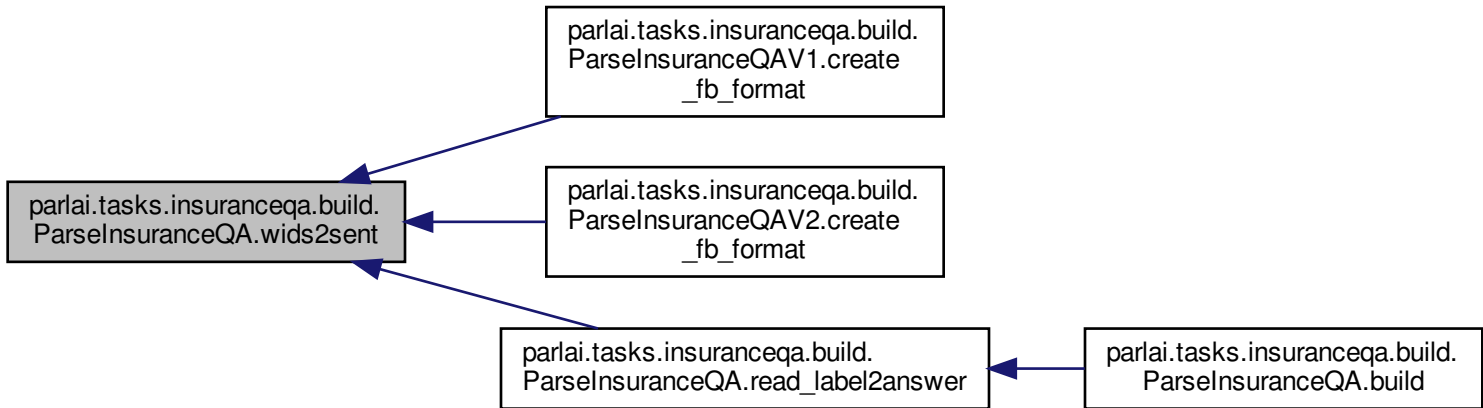 parlai.tasks.insuranceqa.build.
ParseInsuranceQAV1.create
_fb_format
parlai.tasks.insuranceqa.build.
ParseInsuranceQA.wids2sent
parlai.tasks.insuranceqa.build.
ParseInsuranceQAV2.create
_fb_format
parlai.tasks.insuranceqa.build.
ParseInsuranceQA.read_label2answer
parlai.tasks.insuranceqa.build.
ParseInsuranceQA.build